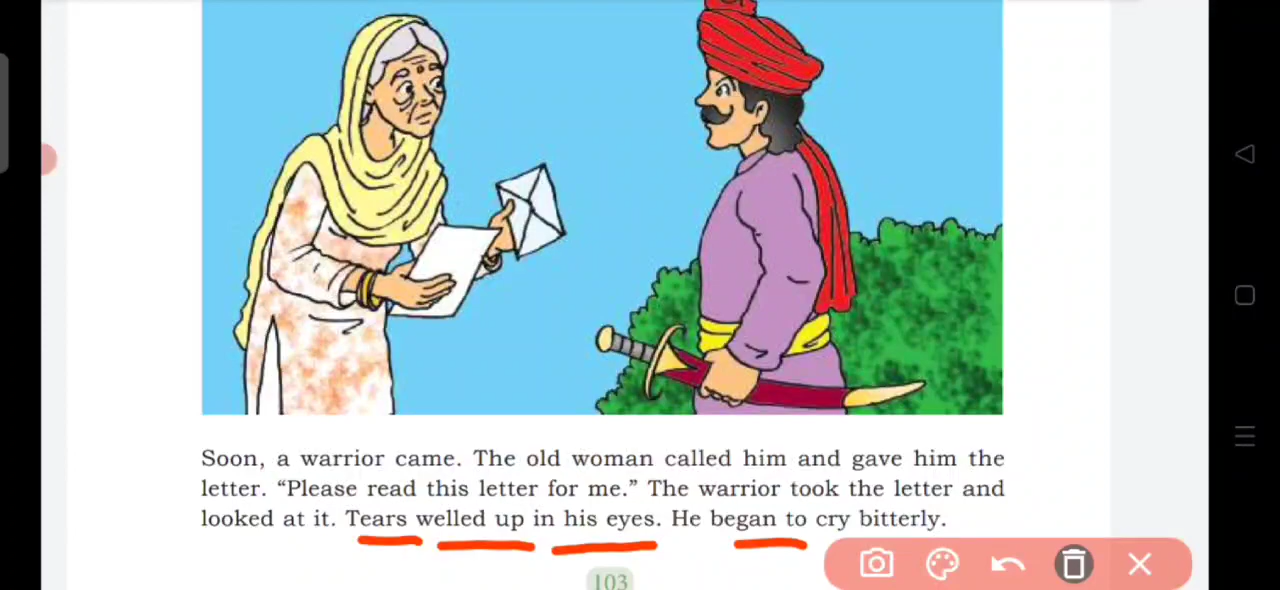 Soon, a warrior came. The old woman called him and gave him the
letter. “Please read this letter for me.” The warrior took the letter and
looked at it. Tears welled up in his eyes. He began to cry bitterly.
103